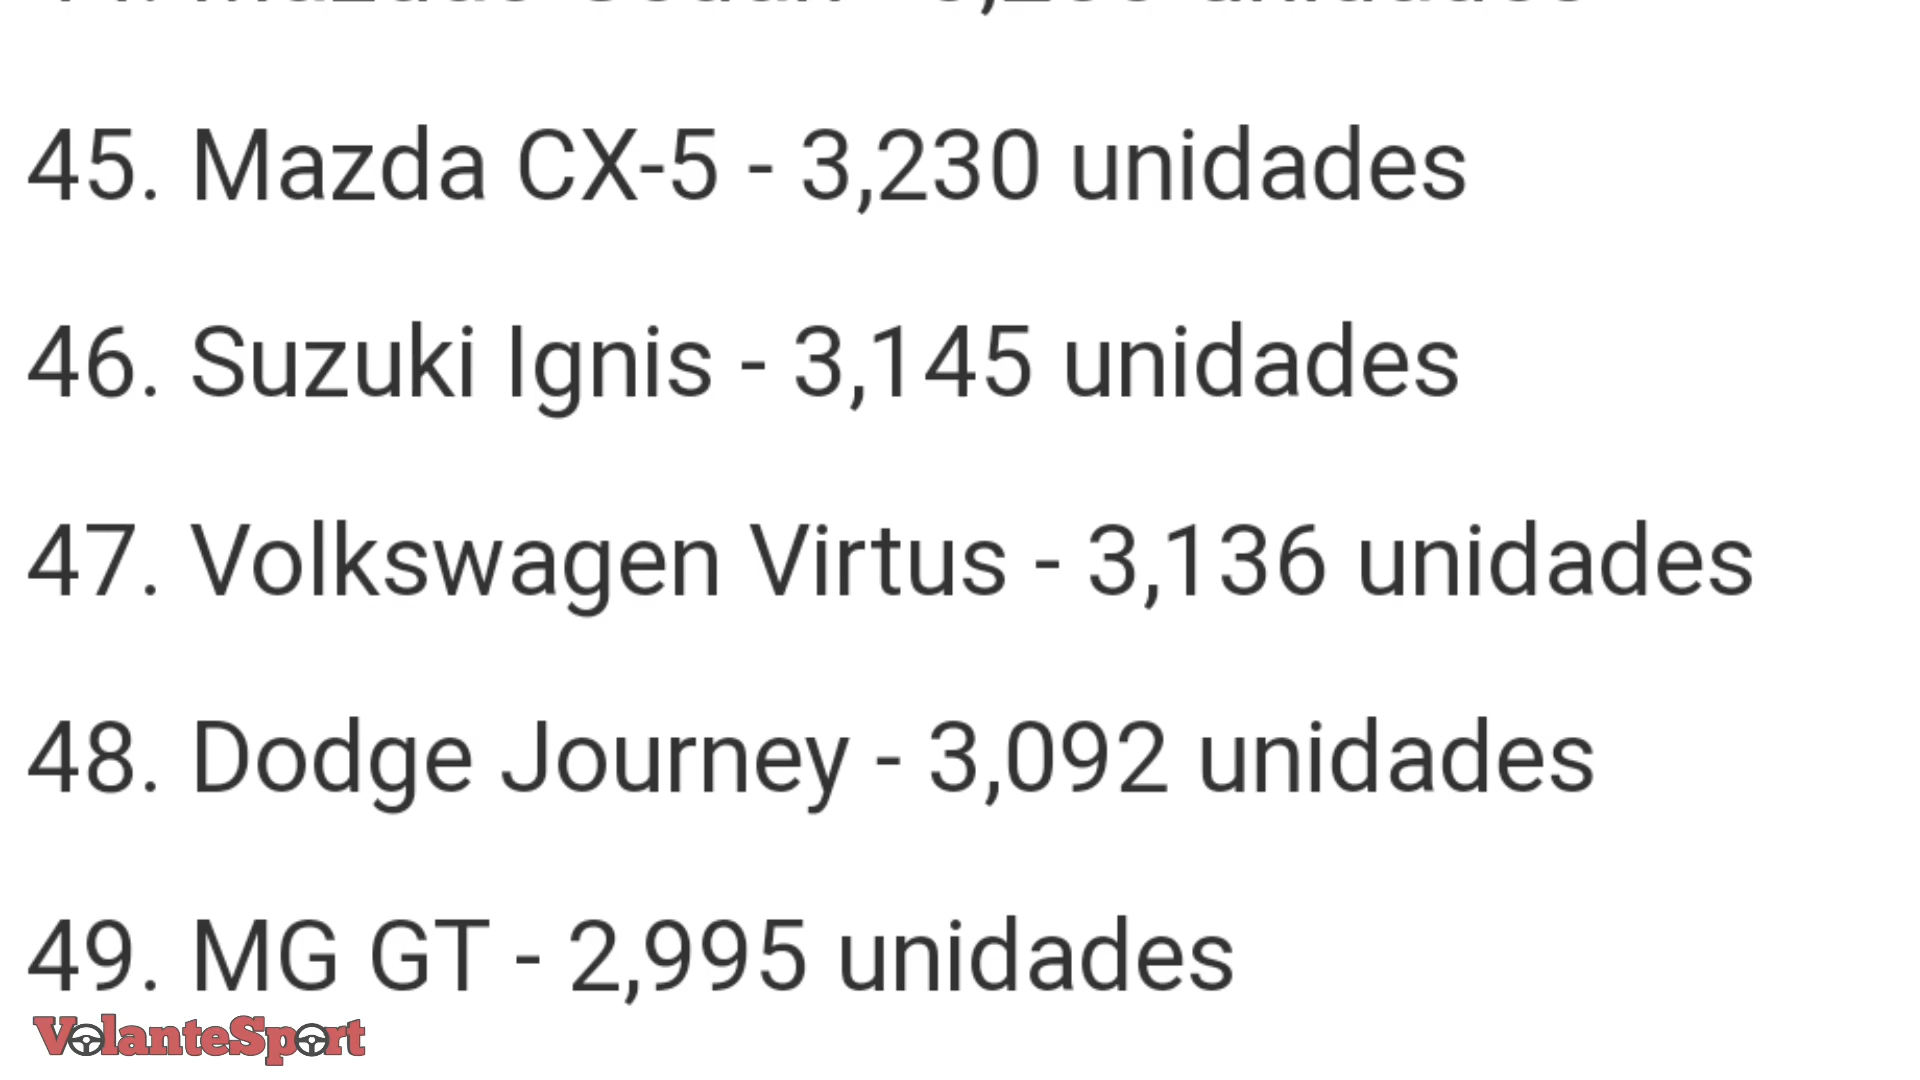 45. Mazda CX-5 - 3,230 unidades
46. Suzuki Ignis - 3,145 unidades
47. Volkswagen Virtus - 3,136 unidades
48. Dodge Journey - 3,092 unidades
49. MG GT - 2,995 unidades
VolanteSport